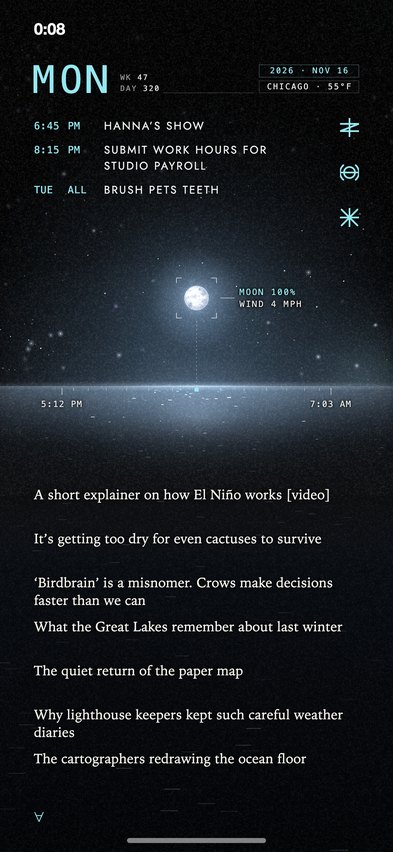 0:08
MON
WK 47
DAY 320
2026 · NOV 16
CHICAGO · 55°F
6:45 PM HANNA'S SHOW
8:15 PM SUBMIT WORK HOURS FOR
STUDIO PAYROLL
TUE ALL BRUSH PETS TEETH
MOON 100%
WIND 4 MPH
5:12 PM
7:03 AM
A short explainer on how El Niño works [video]
It’s getting too dry for even cactuses to survive
‘Birdbrain’ is a misnomer. Crows make decisions
faster than we can
What the Great Lakes remember about last winter
The quiet return of the paper map
Why lighthouse keepers kept such careful weather
diaries
The cartographers redrawing the ocean floor
∀